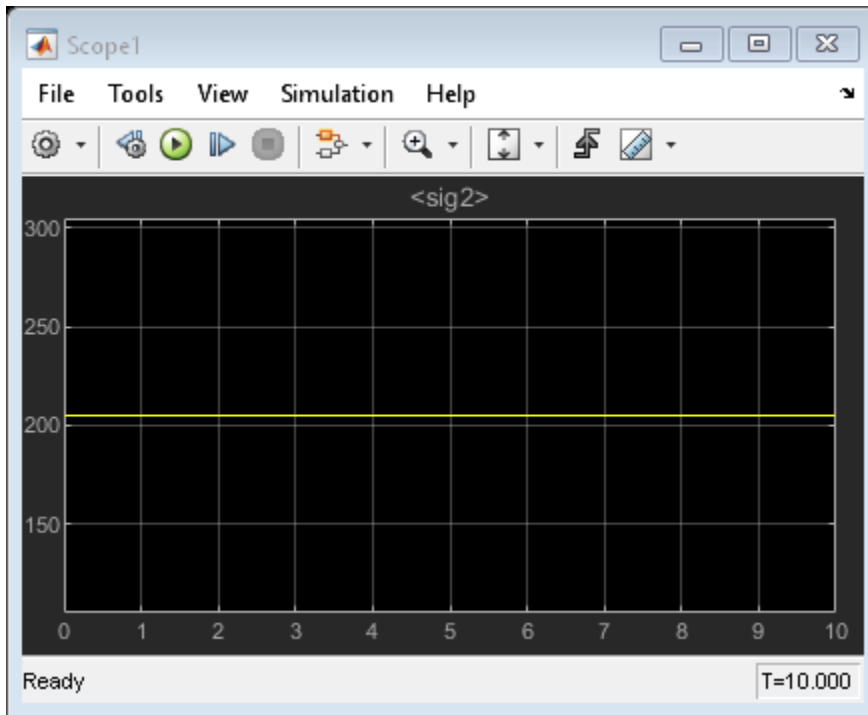 Scope1
File Tools View Simulation Help
<sig2>
300
250
200
150
0 1 2 3 4 5 6 7 8 9 10
Ready T=10.000